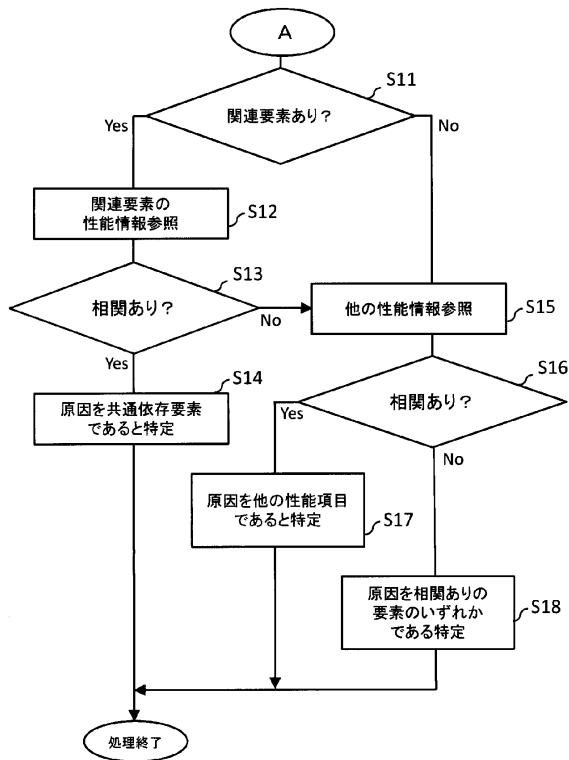 A
S11
関連要素あり？
Yes
No
関連要素の
性能情報参照
S12
S13
相関あり？
No
Yes
他の性能情報参照
S15
S14
原因を共通依存要素
であると特定
S16
相関あり？
Yes
No
原因を他の性能項目
であると特定
S17
原因を相関ありの
要素のいずれか
である特定
S18
処理終了